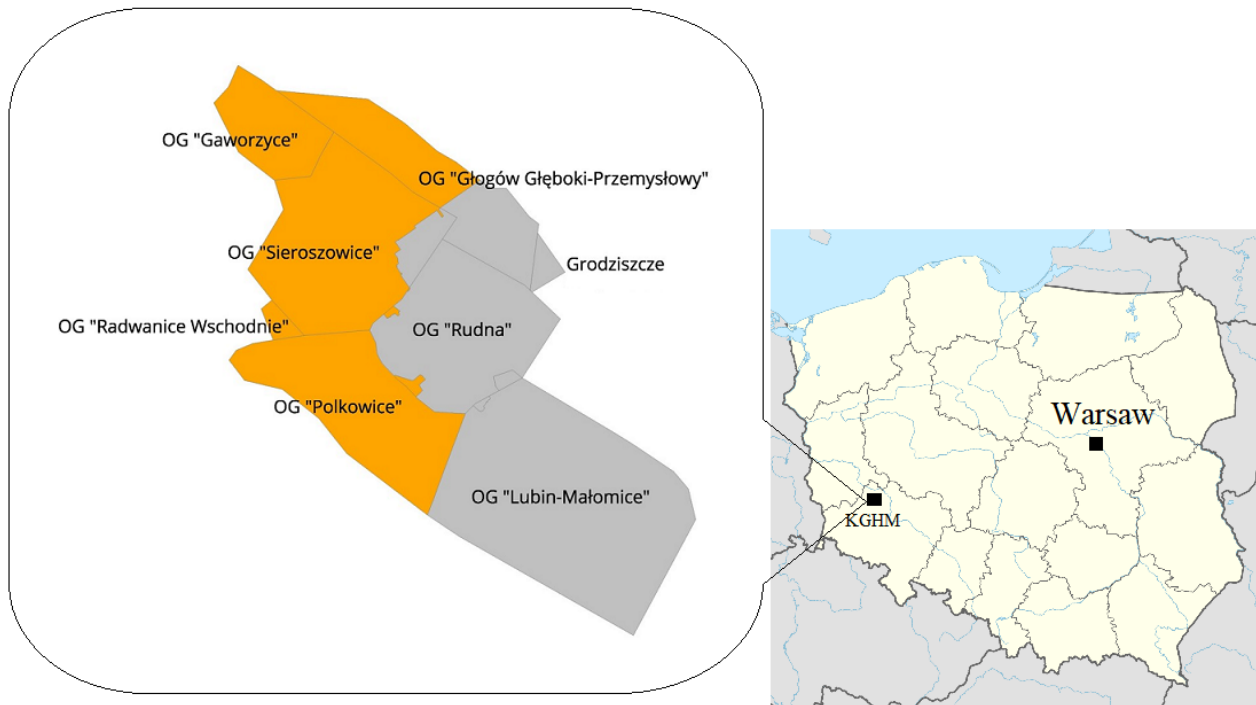 OG "Gaworzyce"
OG "Głogów Głęboki-Przemysłowy"
OG "Sieroszowice"
Grodziszcze
OG "Radwanice Wschodnie"
OG "Rudna"
OG "Polkowice"
OG "Lubin-Małomice"
Warsaw
KGHM